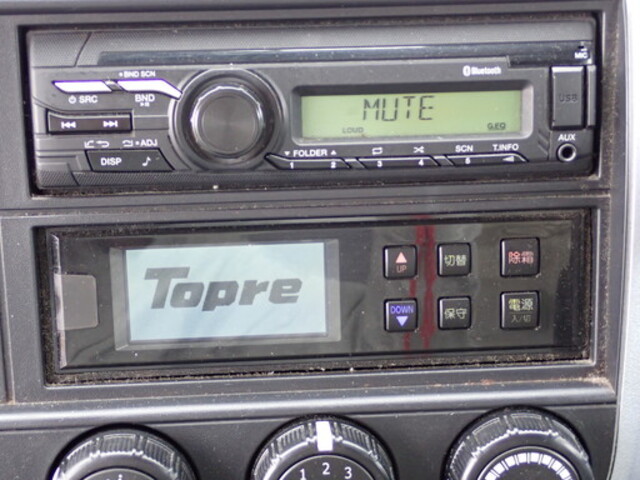 MIC
+BND SCN
Bluetooth
SRC
BND
MUTE
LOUD
G.EQ
USB
AUX
ADJ
DISP
FOLDER
SCN
T.INFO
1 2 3 4 5
Topre
UP
切替
除霜
DOWN
保守
電源
入/切
1 2 3